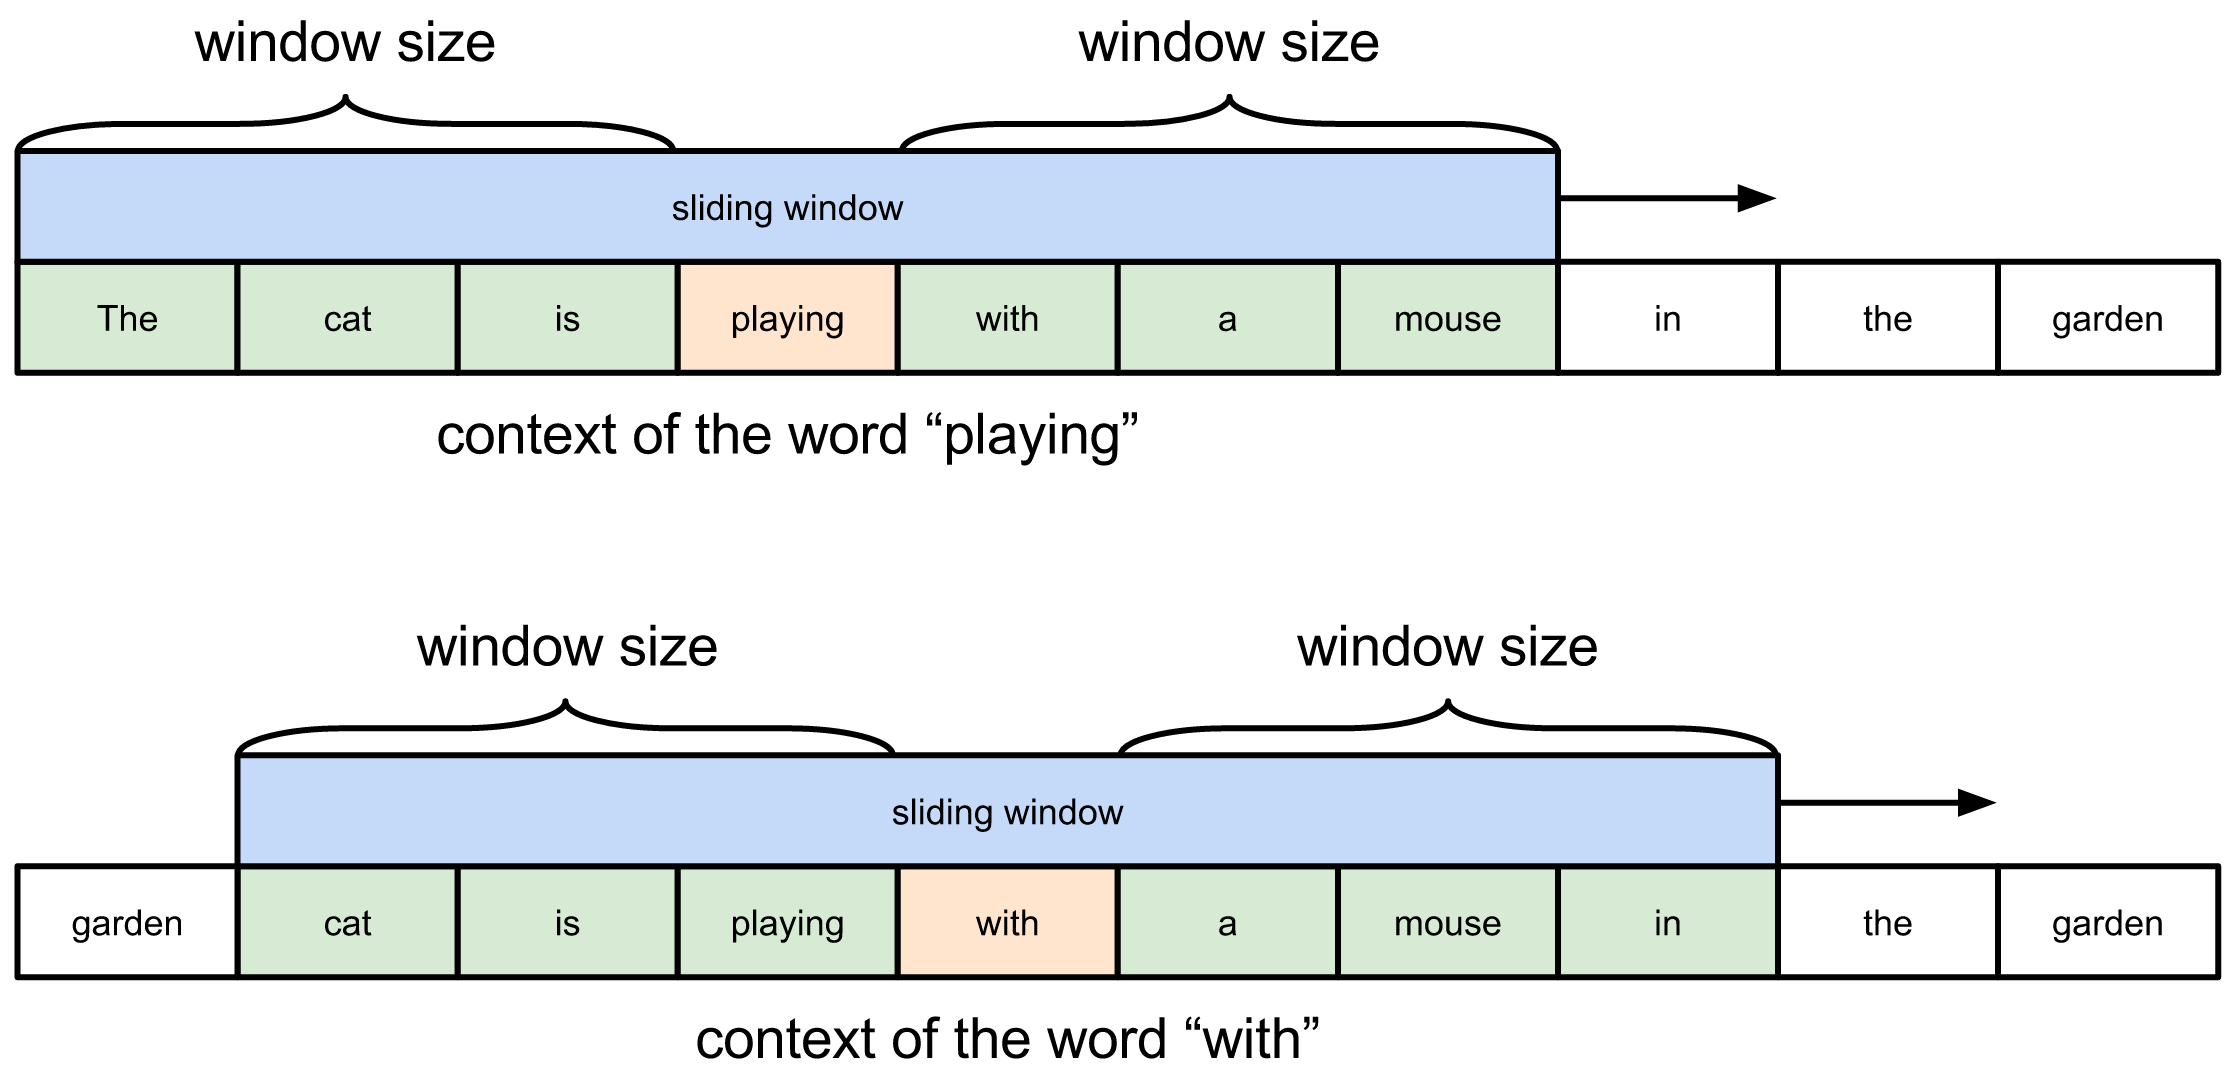 window size window size
sliding window
The cat is playing with a mouse in the garden
context of the word “playing”
window size window size
sliding window
garden cat is playing with a mouse in the garden
context of the word “with”